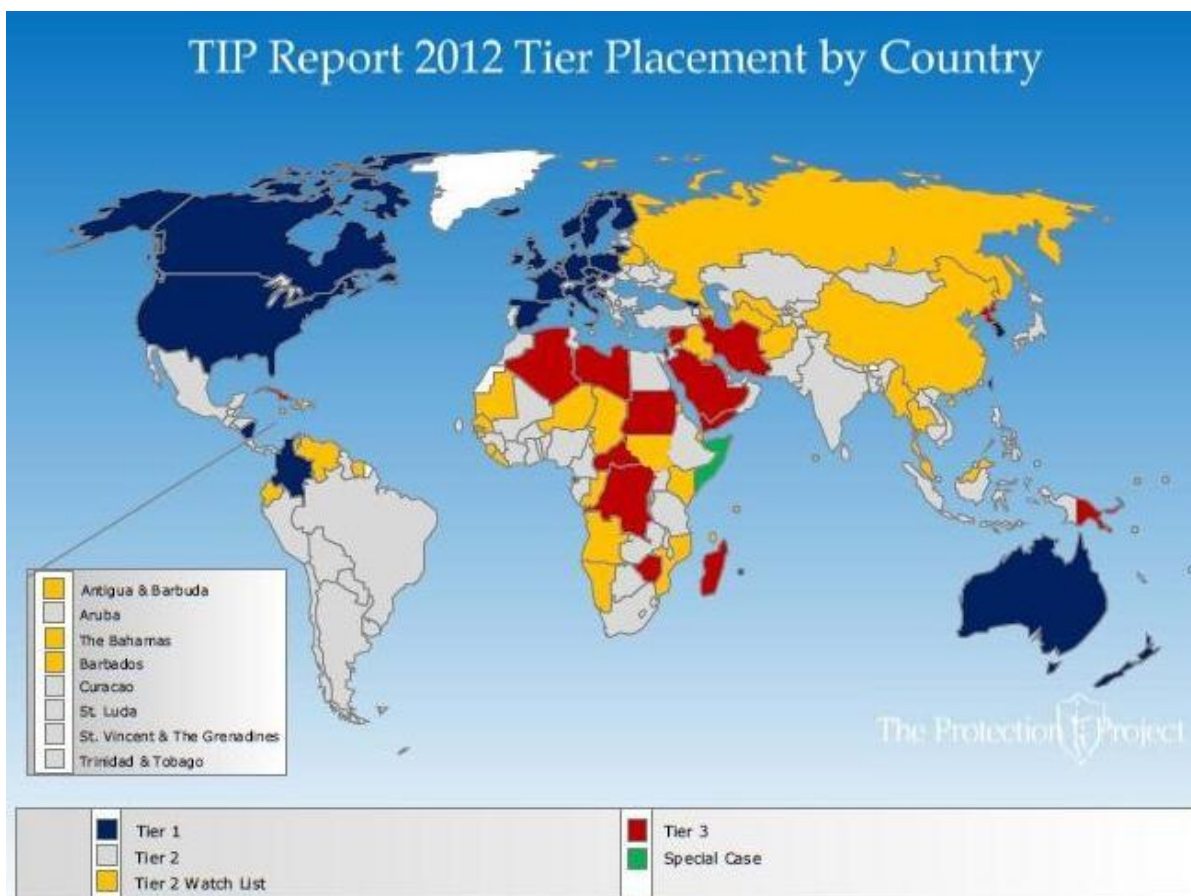 TIP Report 2012 Tier Placement by Country
Antigua & Barbuda
Aruba
The Bahamas
Barbados
Curacao
St. Lucia
St. Vincent & The Grenadines
Trinidad & Tobago
The Protection Project
Tier 1
Tier 2
Tier 2 Watch List
Tier 3
Special Case